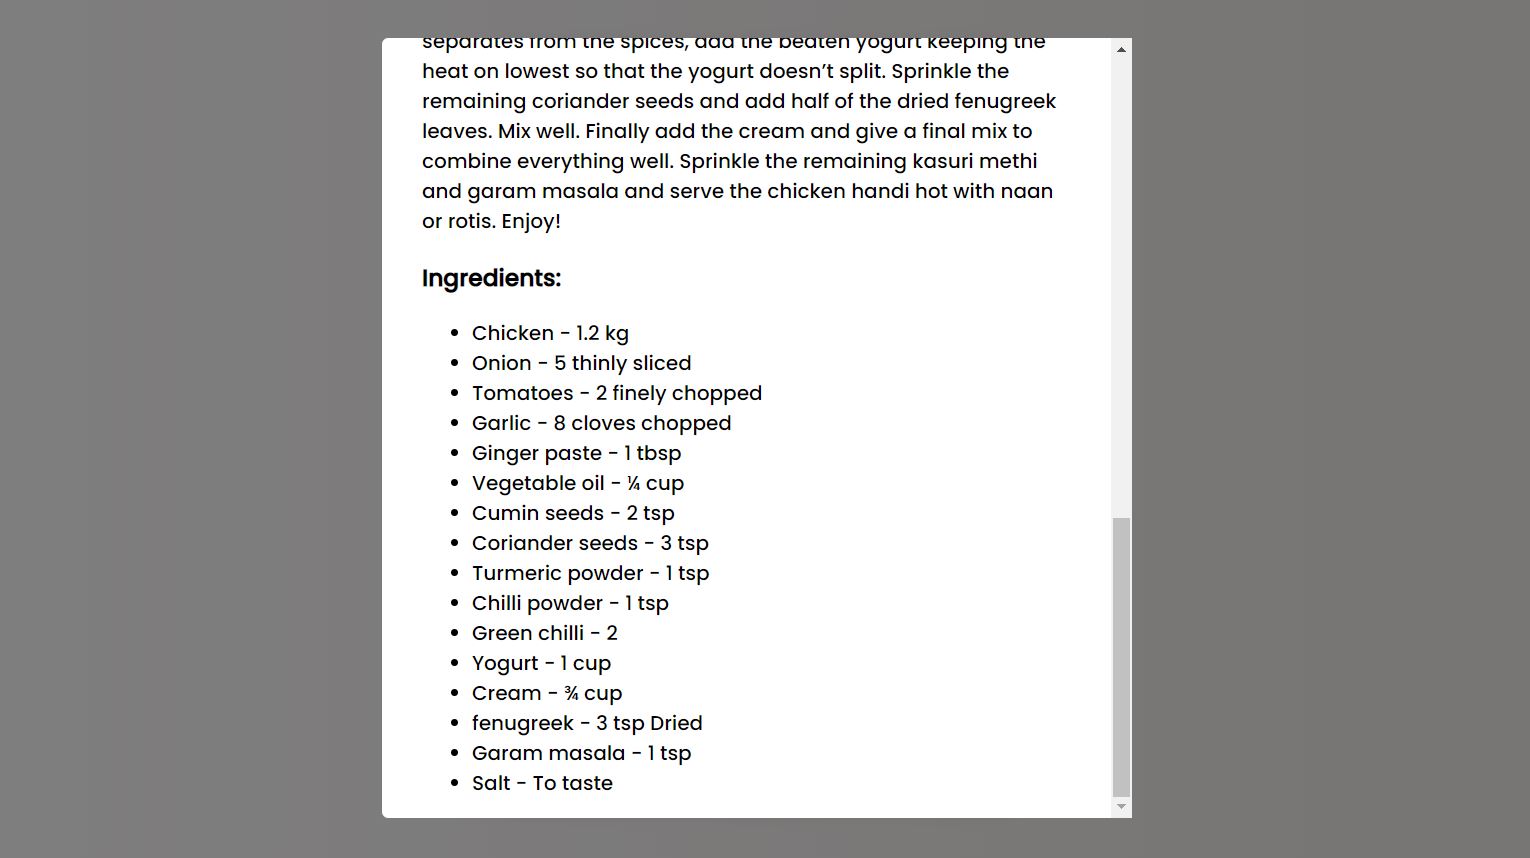 separates from the spices, add the beaten yogurt keeping the
heat on lowest so that the yogurt doesn’t split. Sprinkle the
remaining coriander seeds and add half of the dried fenugreek
leaves. Mix well. Finally add the cream and give a final mix to
combine everything well. Sprinkle the remaining kasuri methi
and garam masala and serve the chicken handi hot with naan
or rotis. Enjoy!
Ingredients:
• Chicken - 1.2 kg
• Onion - 5 thinly sliced
• Tomatoes - 2 finely chopped
• Garlic - 8 cloves chopped
• Ginger paste - 1 tbsp
• Vegetable oil - ¼ cup
• Cumin seeds - 2 tsp
• Coriander seeds - 3 tsp
• Turmeric powder - 1 tsp
• Chilli powder - 1 tsp
• Green chilli - 2
• Yogurt - 1 cup
• Cream - ¾ cup
• fenugreek - 3 tsp Dried
• Garam masala - 1 tsp
• Salt - To taste